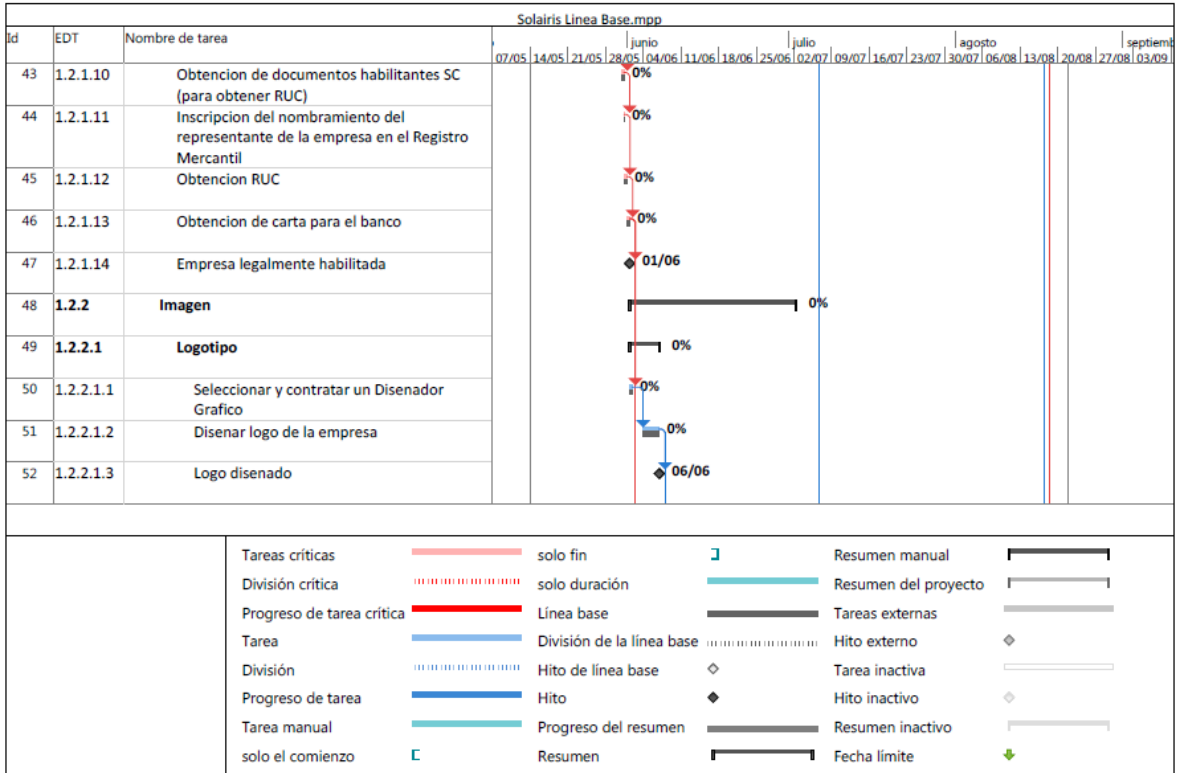 Solairis Linea Base.mpp
Id EDT Nombre de tarea junio julio agosto septiemb
07/05 14/05 21/05 28/05 04/06 11/06 18/06 25/06 02/07 09/07 16/07 23/07 30/07 06/08 13/08 20/08 27/08 03/09
43 1.2.1.10 Obtencion de documentos habilitantes SC 0%
(para obtener RUC)
44 1.2.1.11 Inscripcion del nombramiento del 0%
representante de la empresa en el Registro
Mercantil
45 1.2.1.12 Obtencion RUC 0%
46 1.2.1.13 Obtencion de carta para el banco 0%
47 1.2.1.14 Empresa legalmente habilitada 01/06
48 1.2.2 Imagen 0%
49 1.2.2.1 Logotipo 0%
50 1.2.2.1.1 Seleccionar y contratar un Disenador 0%
Grafico
51 1.2.2.1.2 Disenar logo de la empresa 0%
52 1.2.2.1.3 Logo disenado 06/06
Tareas críticas solo fin Resumen manual
División crítica solo duración Resumen del proyecto
Progreso de tarea crítica Línea base Tareas externas
Tarea División de la línea base Hito externo
División Hito de línea base Tarea inactiva
Progreso de tarea Hito Hito inactivo
Tarea manual Progreso del resumen Resumen inactivo
solo el comienzo Resumen Fecha límite